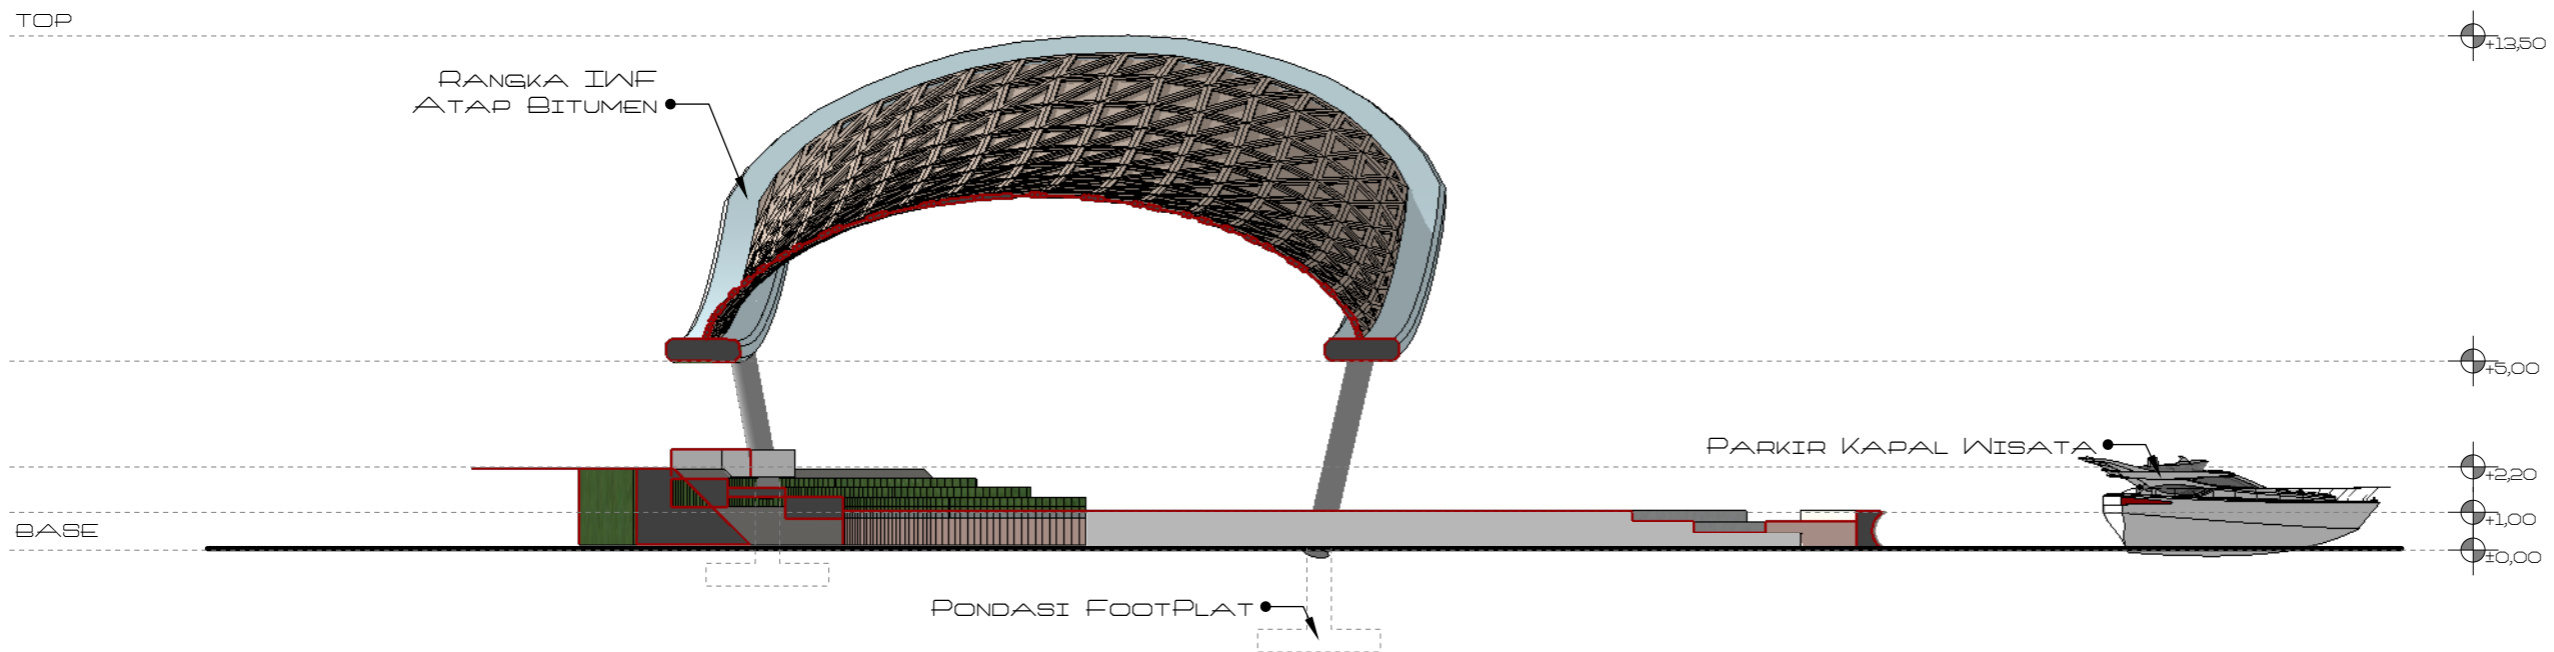 TOP
+13,50
RANGKA IWF
ATAP BITUMEN
+5,00
PARKIR KAPAL WISATA
+2,20
+1,00
BASE
±0,00
PONDASI FOOTPLAT